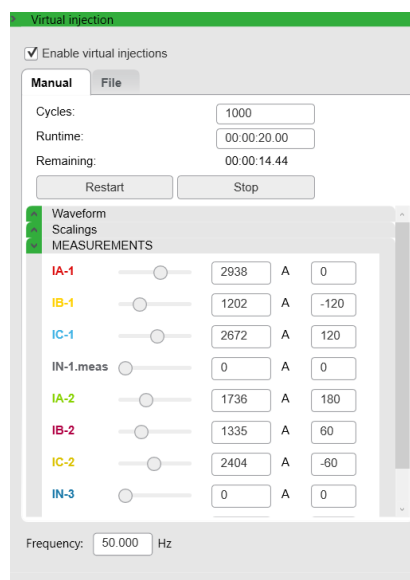 Virtual injection
Enable virtual injections
Manual File
Cycles: 1000
Runtime: 00:00:20.00
Remaining: 00:00:14.44
Restart Stop
Waveform
Scalings
MEASUREMENTS
IA-1 2938 A 0
IB-1 1202 A -120
IC-1 2672 A 120
IN-1.meas 0 A 0
IA-2 1736 A 180
IB-2 1335 A 60
IC-2 2404 A -60
IN-3 0 A 0
Frequency: 50.000 Hz